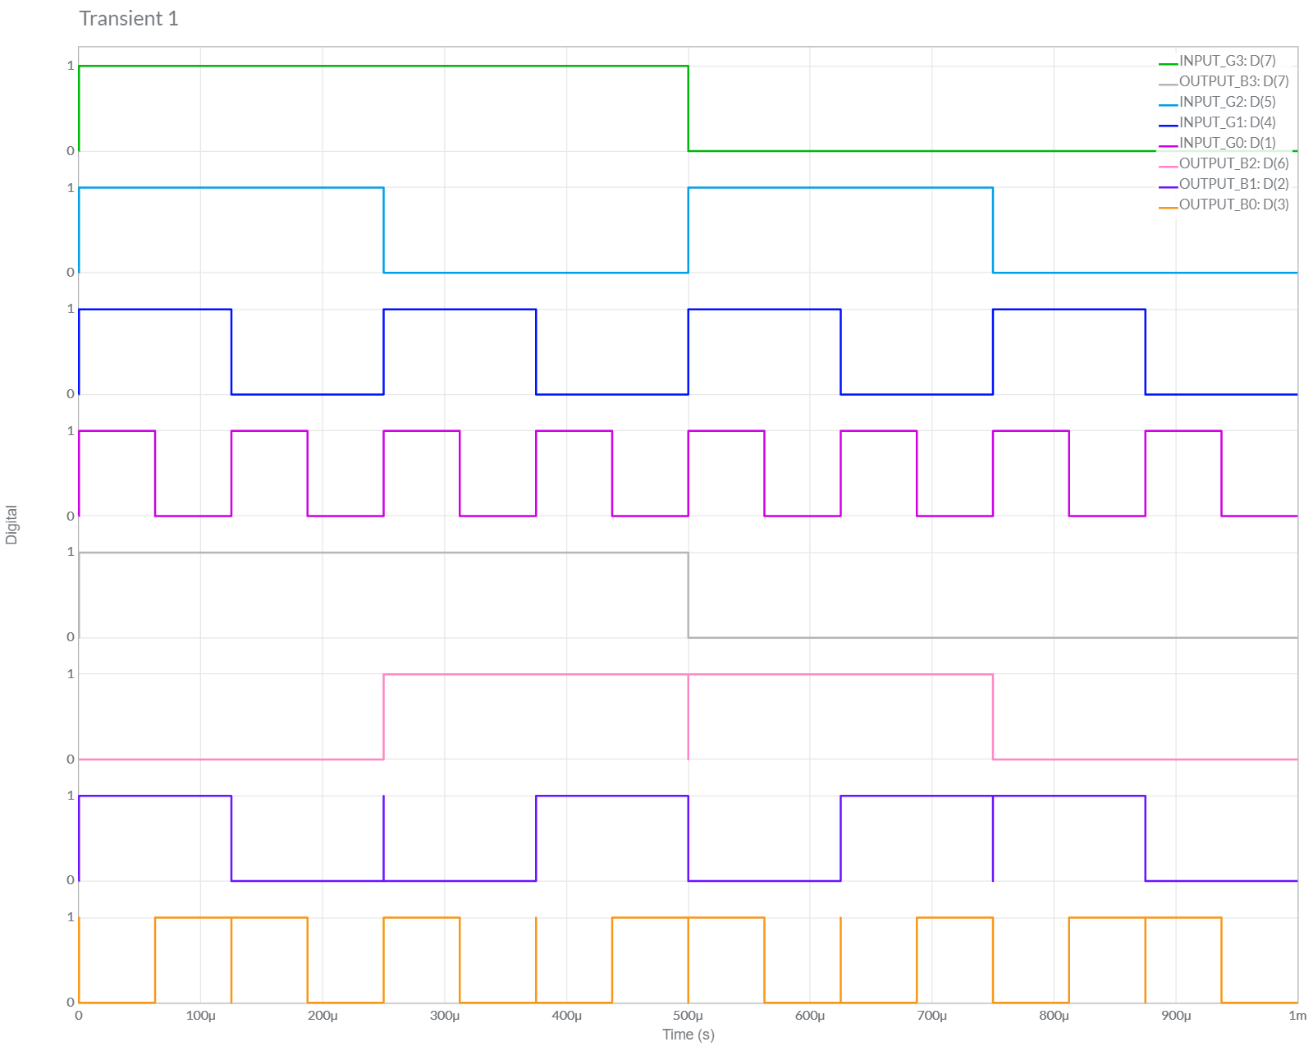 Transient 1
INPUT_G3: D(7)
OUTPUT_B3: D(7)
INPUT_G2: D(5)
INPUT_G1: D(4)
INPUT_G0: D(1)
OUTPUT_B2: D(6)
OUTPUT_B1: D(2)
OUTPUT_B0: D(3)
1
0
1
0
1
0
1
0
1
0
1
0
1
0
1
0
Digital
0 100µ 200µ 300µ 400µ 500µ 600µ 700µ 800µ 900µ 1m
Time (s)